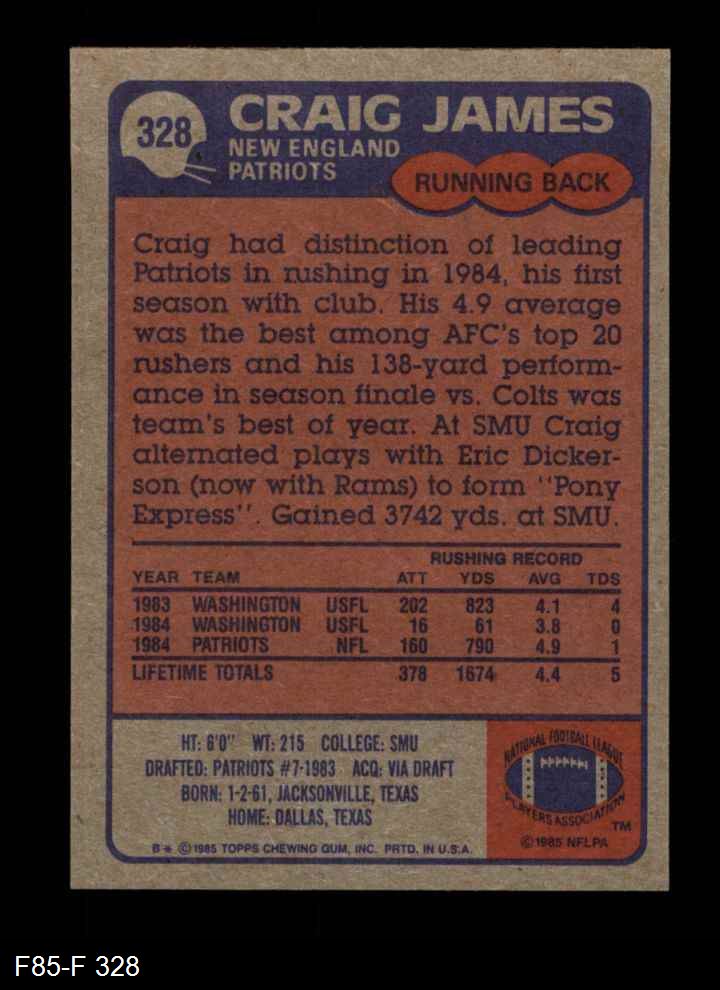 328
CRAIG JAMES
NEW ENGLAND
PATRIOTS
RUNNING BACK
Craig had distinction of leading
Patriots in rushing in 1984, his first
season with club. His 4.9 average
was the best among AFC's top 20
rushers and his 138-yard perform-
ance in season finale vs. Colts was
team's best of year. At SMU Craig
alternated plays with Eric Dicker-
son (now with Rams) to form "Pony
Express". Gained 3742 yds. at SMU.
RUSHING RECORD
YEAR TEAM ATT YDS AVG TDS
1983 WASHINGTON USFL 202 823 4.1 4
1984 WASHINGTON USFL 16 61 3.8 0
1984 PATRIOTS NFL 160 790 4.9 1
LIFETIME TOTALS 378 1674 4.4 5
HT: 6'0" WT: 215 COLLEGE: SMU
DRAFTED: PATRIOTS #7-1983 ACQ: VIA DRAFT
BORN: 1-2-61, JACKSONVILLE, TEXAS
HOME: DALLAS, TEXAS
B* ©1985 TOPPS CHEWING GUM, INC. PRTD. IN U.S.A.
NATIONAL FOOTBALL LEAGUE
PLAYERS ASSOCIATION
TM
©1985 NFLPA
F85-F 328